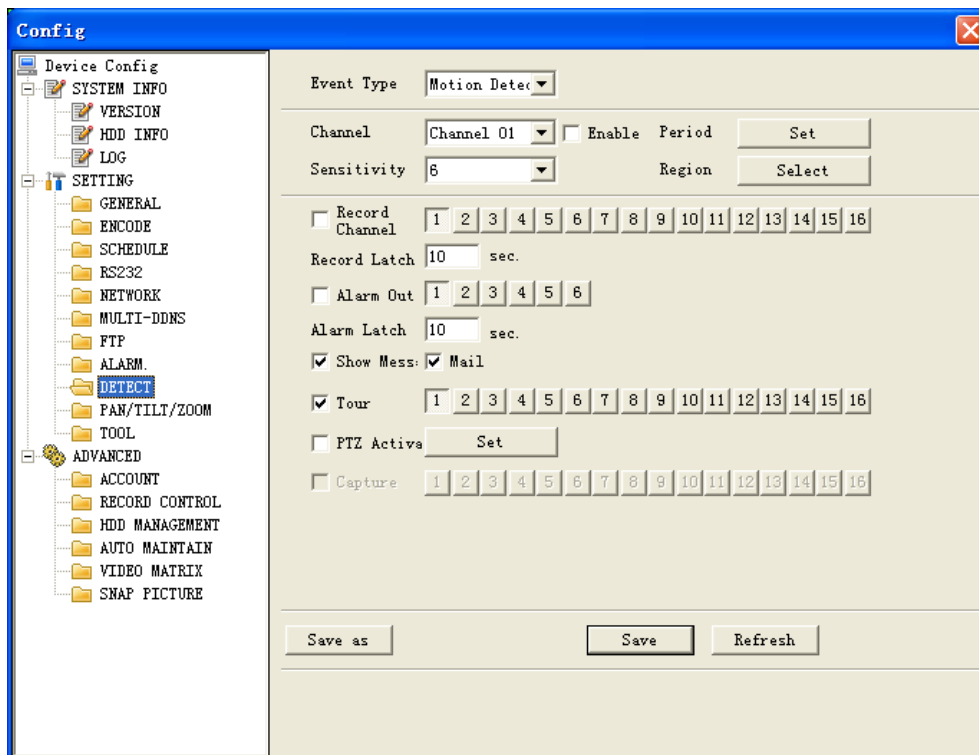 Config
Device Config
SYSTEM INFO
VERSION
HDD INFO
LOG
SETTING
GENERAL
ENCODE
SCHEDULE
RS232
NETWORK
MULTI-DDNS
FTP
ALARM.
DETECT
PAN/TILT/ZOOM
TOOL
ADVANCED
ACCOUNT
RECORD CONTROL
HDD MANAGEMENT
AUTO MAINTAIN
VIDEO MATRIX
SNAP PICTURE
Event Type Motion Detec
Channel Channel 01 Enable Period Set
Sensitivity 6 Region Select
Record Channel 1 2 3 4 5 6 7 8 9 10 11 12 13 14 15 16
Record Latch 10 sec.
Alarm Out 1 2 3 4 5 6
Alarm Latch 10 sec.
Show Mess: Mail
Tour 1 2 3 4 5 6 7 8 9 10 11 12 13 14 15 16
PTZ Activa Set
Capture 1 2 3 4 5 6 7 8 9 10 11 12 13 14 15 16
Save as Save Refresh